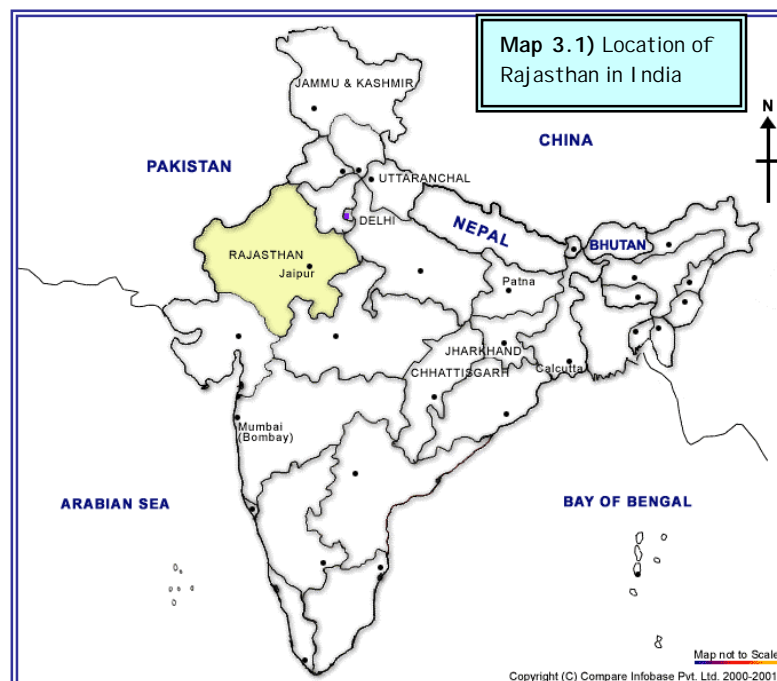 Map 3.1) Location of
Rajasthan in India
N
JAMMU & KASHMIR
CHINA
PAKISTAN
UTTARANCHAL
DELHI
NEPAL
BHUTAN
RAJASTHAN
Jaipur
Patna
JHARKHAND
CHHATTISGARH
Calcutta
Mumbai
(Bombay)
ARABIAN SEA
BAY OF BENGAL
Map not to Scale
Copyright (C) Compare Infobase Pvt. Ltd. 2000-2001